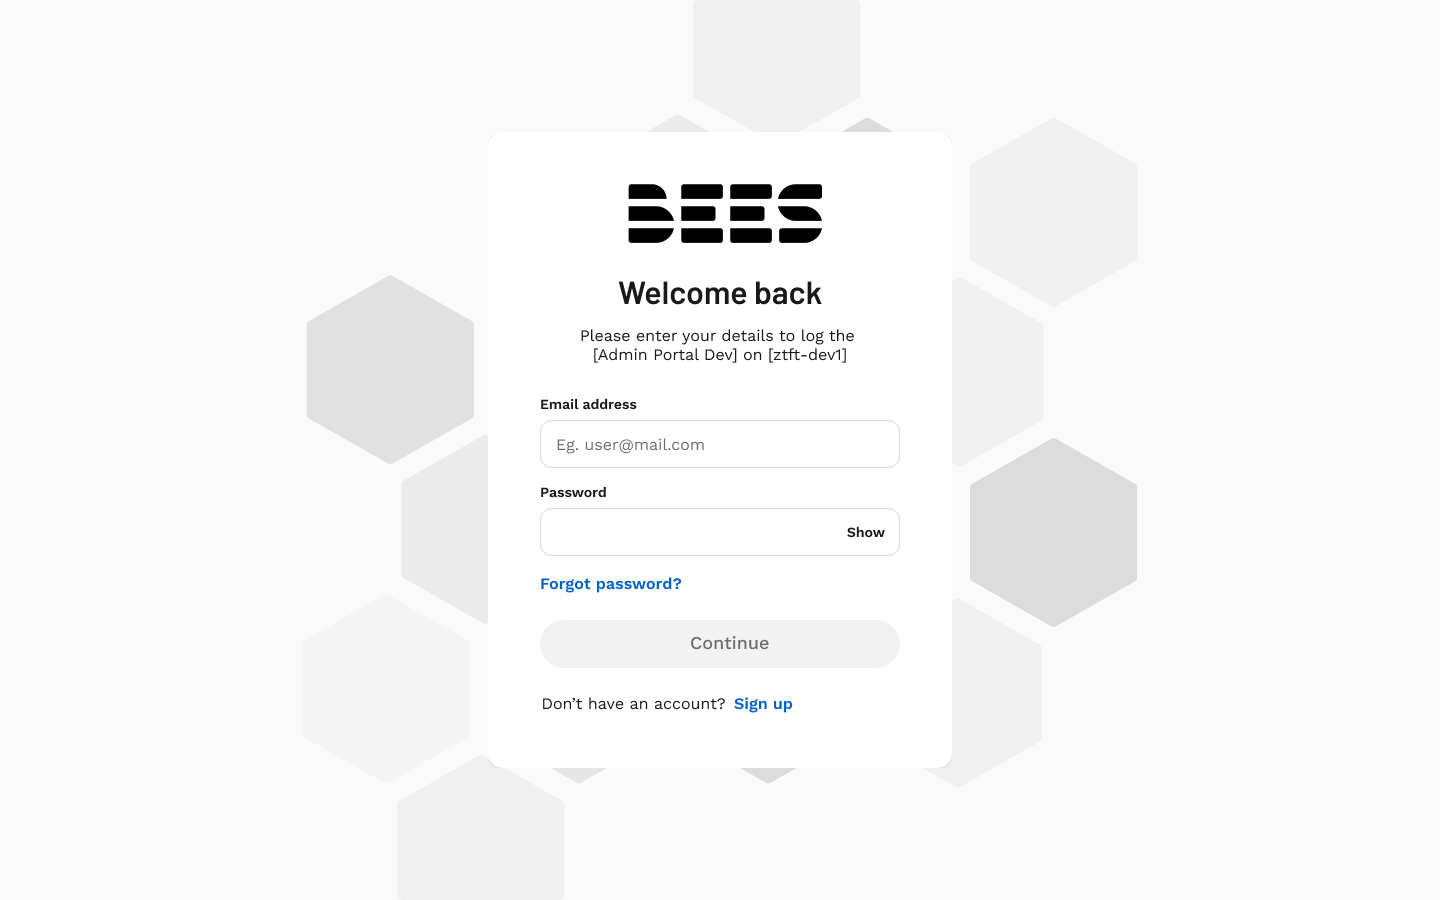 BEES
Welcome back
Please enter your details to log the
[Admin Portal Dev] on [ztft-dev1]
Email address
Eg. user@mail.com
Password
Show
Forgot password?
Continue
Don’t have an account? Sign up